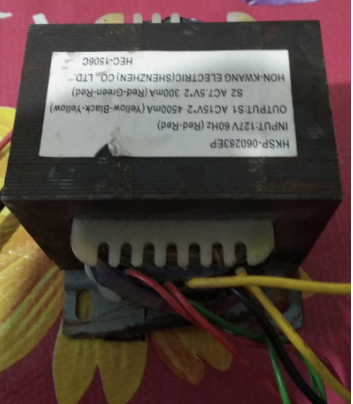 HKSP-060283EP
INPUT:127V 60Hz (Red-Red)
OUTPUT:S1 AC15V*2 4500mA(Yellow-Black-Yellow)
S2 AC7.5V*2 300mA (Red-Green-Red)
HON-KWANG ELECTRIC(SHENZHEN) CO., LTD.
HEC-1506C